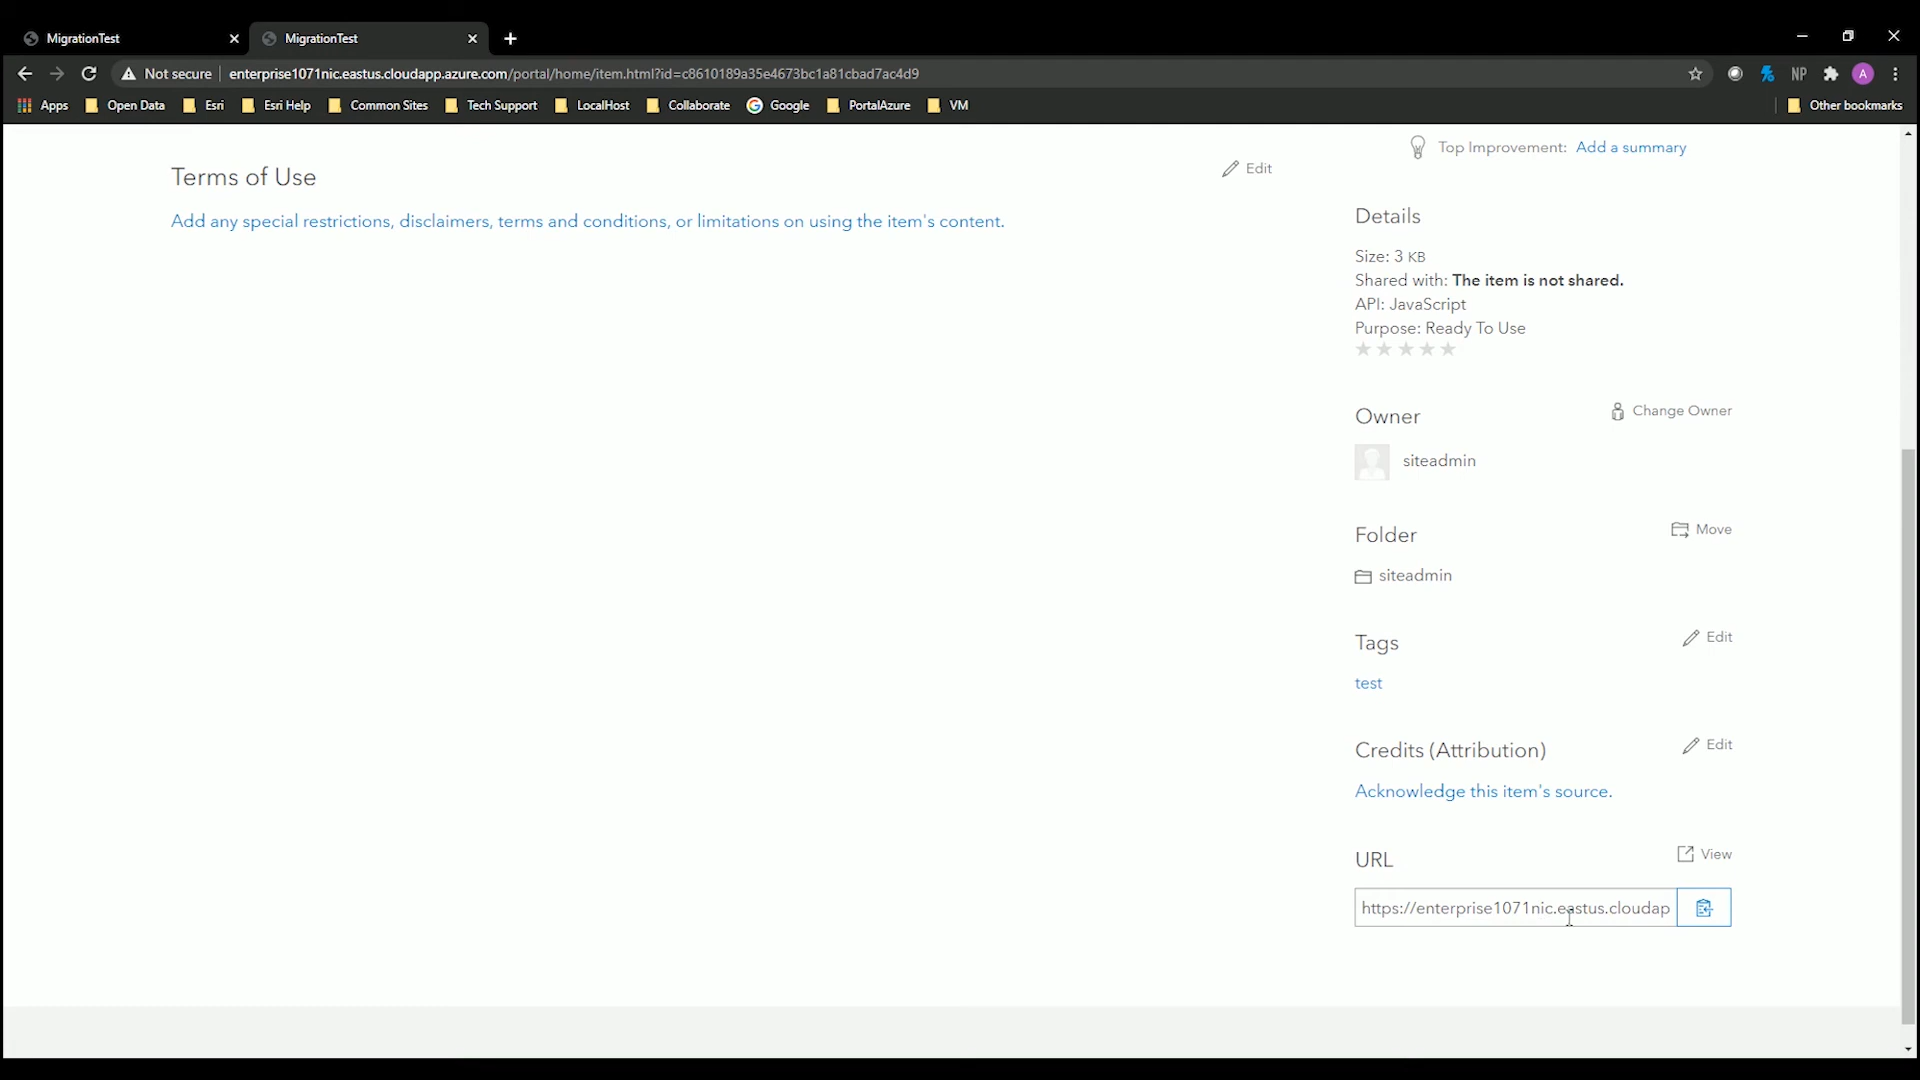 MigrationTest
MigrationTest
Not secure enterprise1071nic.eastus.cloudapp.azure.com/portal/home/item.html?id=c8610189a35e4673bc1a81cbad7ac4d9
NP
A
Apps Open Data Esri Esri Help Common Sites Tech Support LocalHost Collaborate Google PortalAzure VM Other bookmarks
Top Improvement: Add a summary
Terms of Use
Edit
Add any special restrictions, disclaimers, terms and conditions, or limitations on using the item's content.
Details
Size: 3 KB
Shared with: The item is not shared.
API: JavaScript
Purpose: Ready To Use
Owner
Change Owner
siteadmin
Folder
Move
siteadmin
Tags
Edit
test
Credits (Attribution)
Edit
Acknowledge this item's source.
URL
View
https://enterprise1071nic.eastus.cloudap